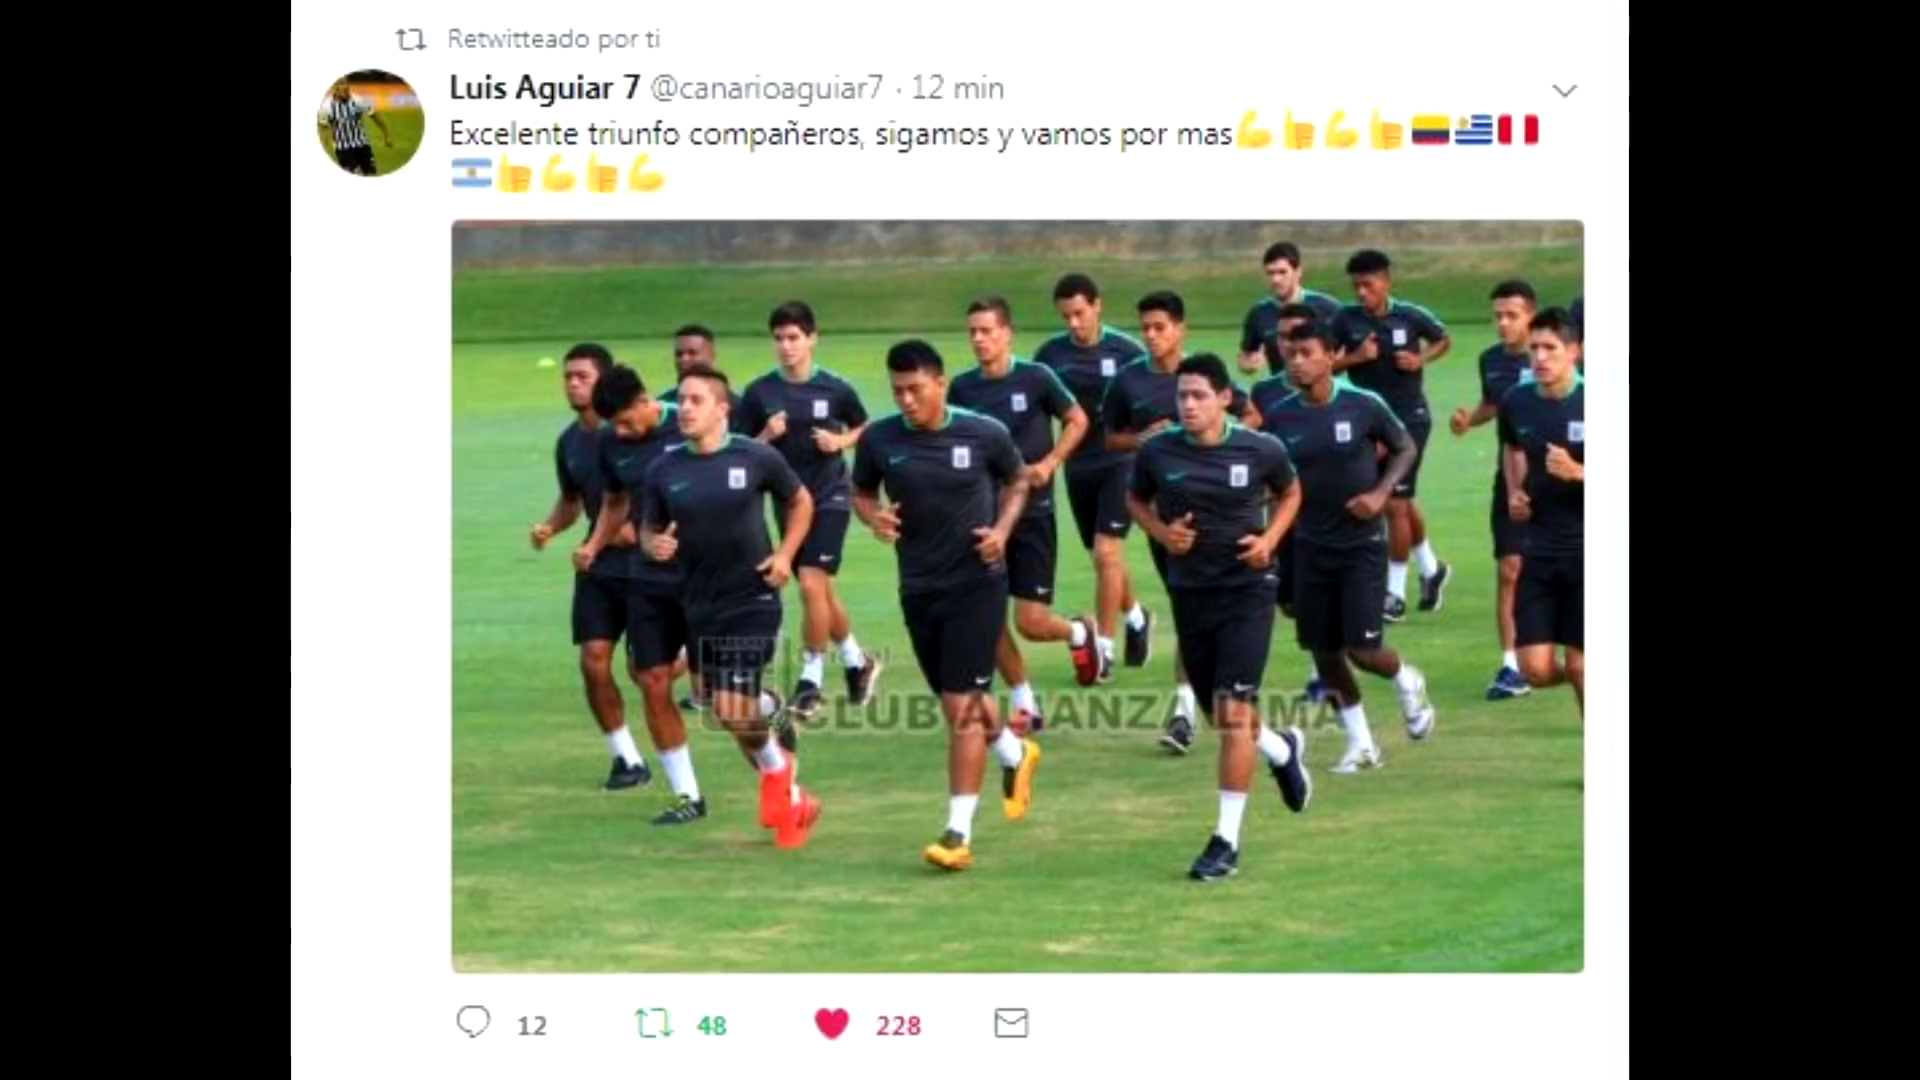 Retwitteado por ti
Luis Aguiar 7 @canarioaguiar7 · 12 min
Excelente triunfo compañeros, sigamos y vamos por mas💪👍💪👍🇨🇴🇺🇾🇵🇪
🇦🇷👍💪👍💪
CLUB ALIANZA LIMA
12 48 228